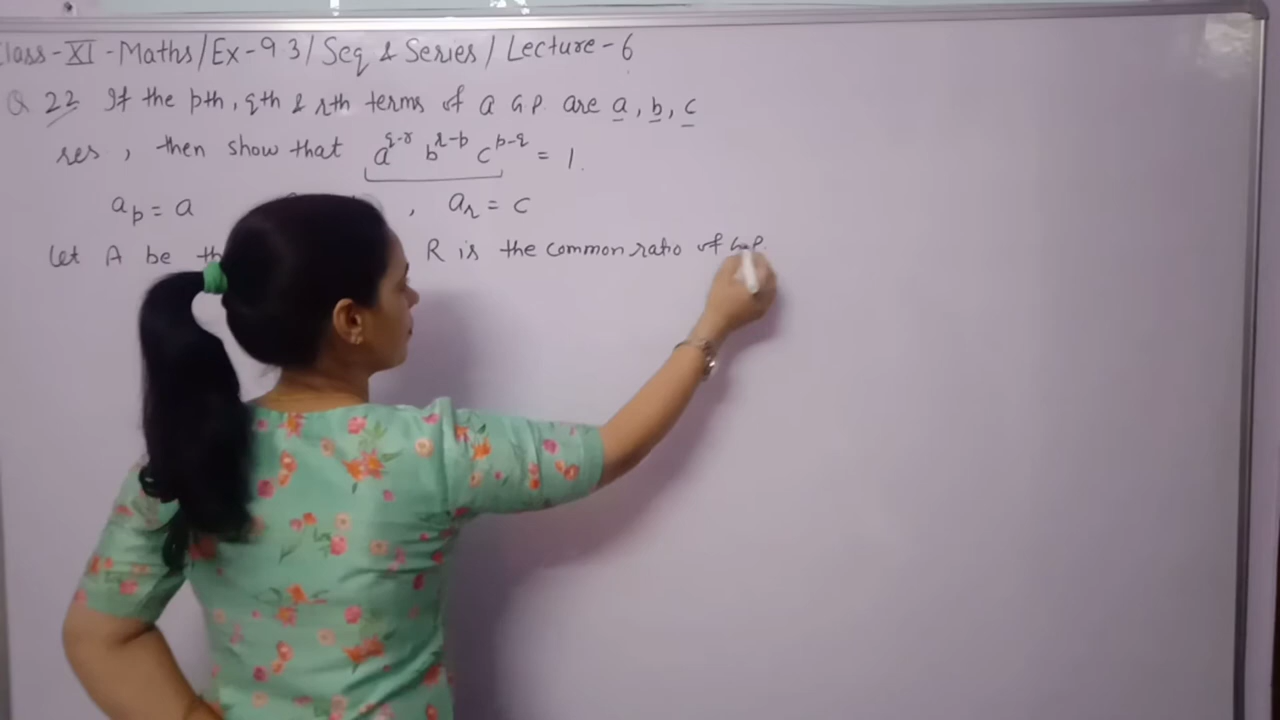 lass - XI - Maths / Ex - 9.3 / Seq & Series / Lecture - 6
Q 22 If the pth, qth & rth terms of a G.P. are a, b, c
res, then show that a^{q-r} b^{r-p} c^{p-q} = 1.
a_p = a , a_r = c
Let A be th R is the common ratio of G.P.